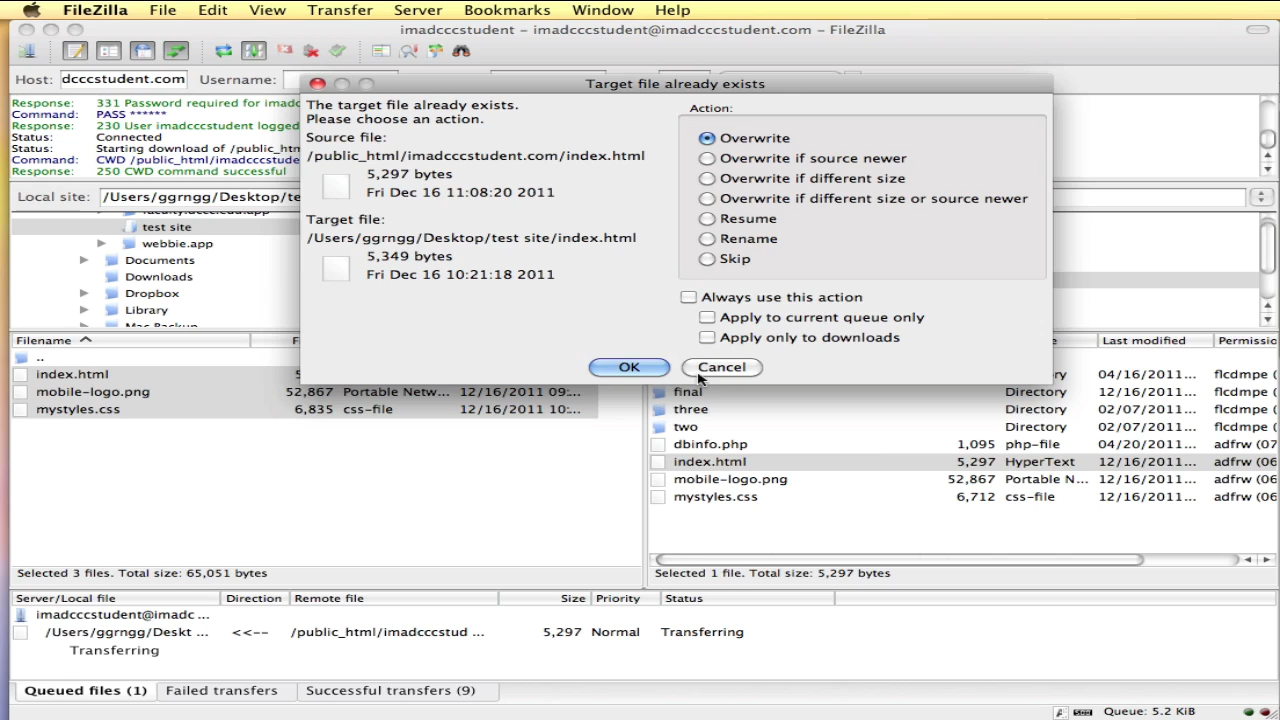 FileZilla File Edit View Transfer Server Bookmarks Window Help
imadcccstudent – imadcccstudent@imadcccstudent.com – FileZilla
Host: dcccstudent.com Username:
Response: 331 Password required for imadc
Command: PASS ******
Response: 230 User imadcccstudent logged
Status: Connected
Status: Starting download of /public_htm
Command: CWD /public_html/imadcccstude
Response: 250 CWD command successful
Local site: /Users/ggrngg/Desktop/te
faculty.dccc.edu.app
test site
webbie.app
Documents
Downloads
Dropbox
Library
Mac Backup
Target file already exists
The target file already exists.
Please choose an action.
Source file:
/public_html/imadcccstudent.com/index.html
5,297 bytes
Fri Dec 16 11:08:20 2011
Target file:
/Users/ggrngg/Desktop/test site/index.html
5,349 bytes
Fri Dec 16 10:21:18 2011
Action:
Overwrite
Overwrite if source newer
Overwrite if different size
Overwrite if different size or source newer
Resume
Rename
Skip
Always use this action
Apply to current queue only
Apply only to downloads
OK Cancel
Filename F
..
index.html 5
mobile-logo.png 52,867 Portable Netw... 12/16/2011 09:...
mystyles.css 6,835 css-file 12/16/2011 10:...
Selected 3 files. Total size: 65,051 bytes
Last modified Permissio
Directory 04/16/2011... flcdmpe (
final Directory 02/07/2011... flcdmpe (
three Directory 02/07/2011... flcdmpe (
two Directory 02/07/2011... flcdmpe (
dbinfo.php 1,095 php-file 04/20/2011... adfrw (07
index.html 5,297 HyperText 12/16/2011... adfrw (06
mobile-logo.png 52,867 Portable N... 12/16/2011... adfrw (06
mystyles.css 6,712 css-file 12/16/2011... adfrw (06
Selected 1 file. Total size: 5,297 bytes
Server/Local file Direction Remote file Size Priority Status
imadcccstudent@imadc ...
/Users/ggrngg/Deskt ... <<-- /public_html/imadcccstud ... 5,297 Normal Transferring
Transferring
Queued files (1) Failed transfers Successful transfers (9)
Queue: 5.2 KiB